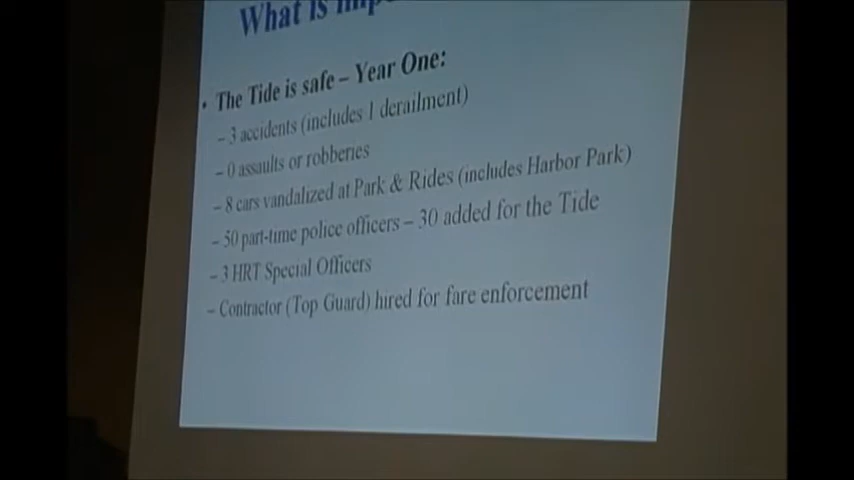 What is
• The Tide is safe – Year One:
– 3 accidents (includes 1 derailment)
– 0 assaults or robberies
– 8 cars vandalized at Park & Rides (includes Harbor Park)
– 50 part-time police officers – 30 added for the Tide
– 3 HRT Special Officers
– Contractor (Top Guard) hired for fare enforcement